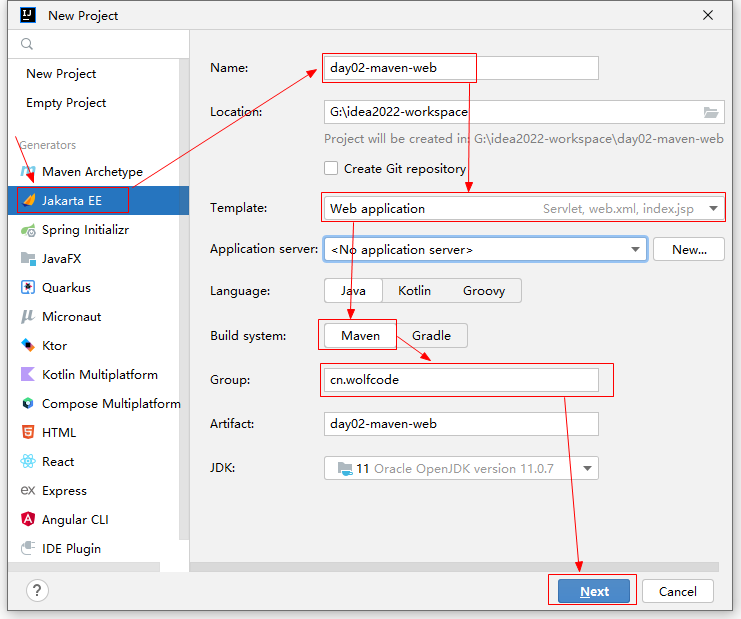 New Project
New Project
Empty Project
Generators
Maven Archetype
Jakarta EE
Spring Initializr
JavaFX
Quarkus
Micronaut
Ktor
Kotlin Multiplatform
Compose Multiplatform
HTML
React
Express
Angular CLI
IDE Plugin
Name: day02-maven-web
Location: G:\idea2022-workspace
Project will be created in: G:\idea2022-workspace\day02-maven-web
Create Git repository
Template: Web application Servlet, web.xml, index.jsp
Application server: <No application server> New...
Language: Java Kotlin Groovy
Build system: Maven Gradle
Group: cn.wolfcode
Artifact: day02-maven-web
JDK: 11 Oracle OpenJDK version 11.0.7
? Next Cancel